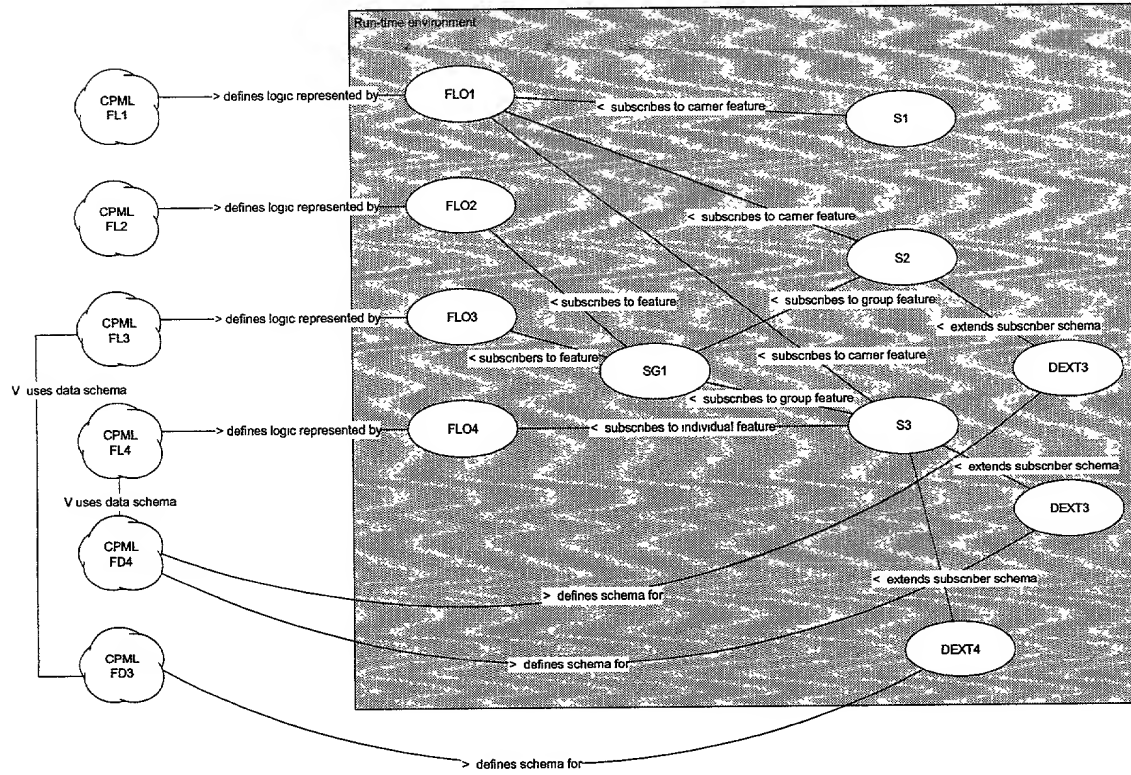 Run-time environment
CPML
FL1
> defines logic represented by
FLO1
< subscribes to carrier feature
S1
CPML
FL2
> defines logic represented by
FLO2
< subscribes to carrier feature
S2
< subscribes to group feature
< subscribes to feature
CPML
FL3
> defines logic represented by
FLO3
< extends subscriber schema
< subscribers to feature
< subscribes to carrier feature
SG1
DEXT3
V uses data schema
< subscribes to group feature
CPML
FL4
> defines logic represented by
FLO4
< subscribes to individual feature
S3
< extends subscriber schema
V uses data schema
DEXT3
CPML
FD4
< extends subscriber schema
> defines schema for
CPML
FD3
> defines schema for
DEXT4
> defines schema for